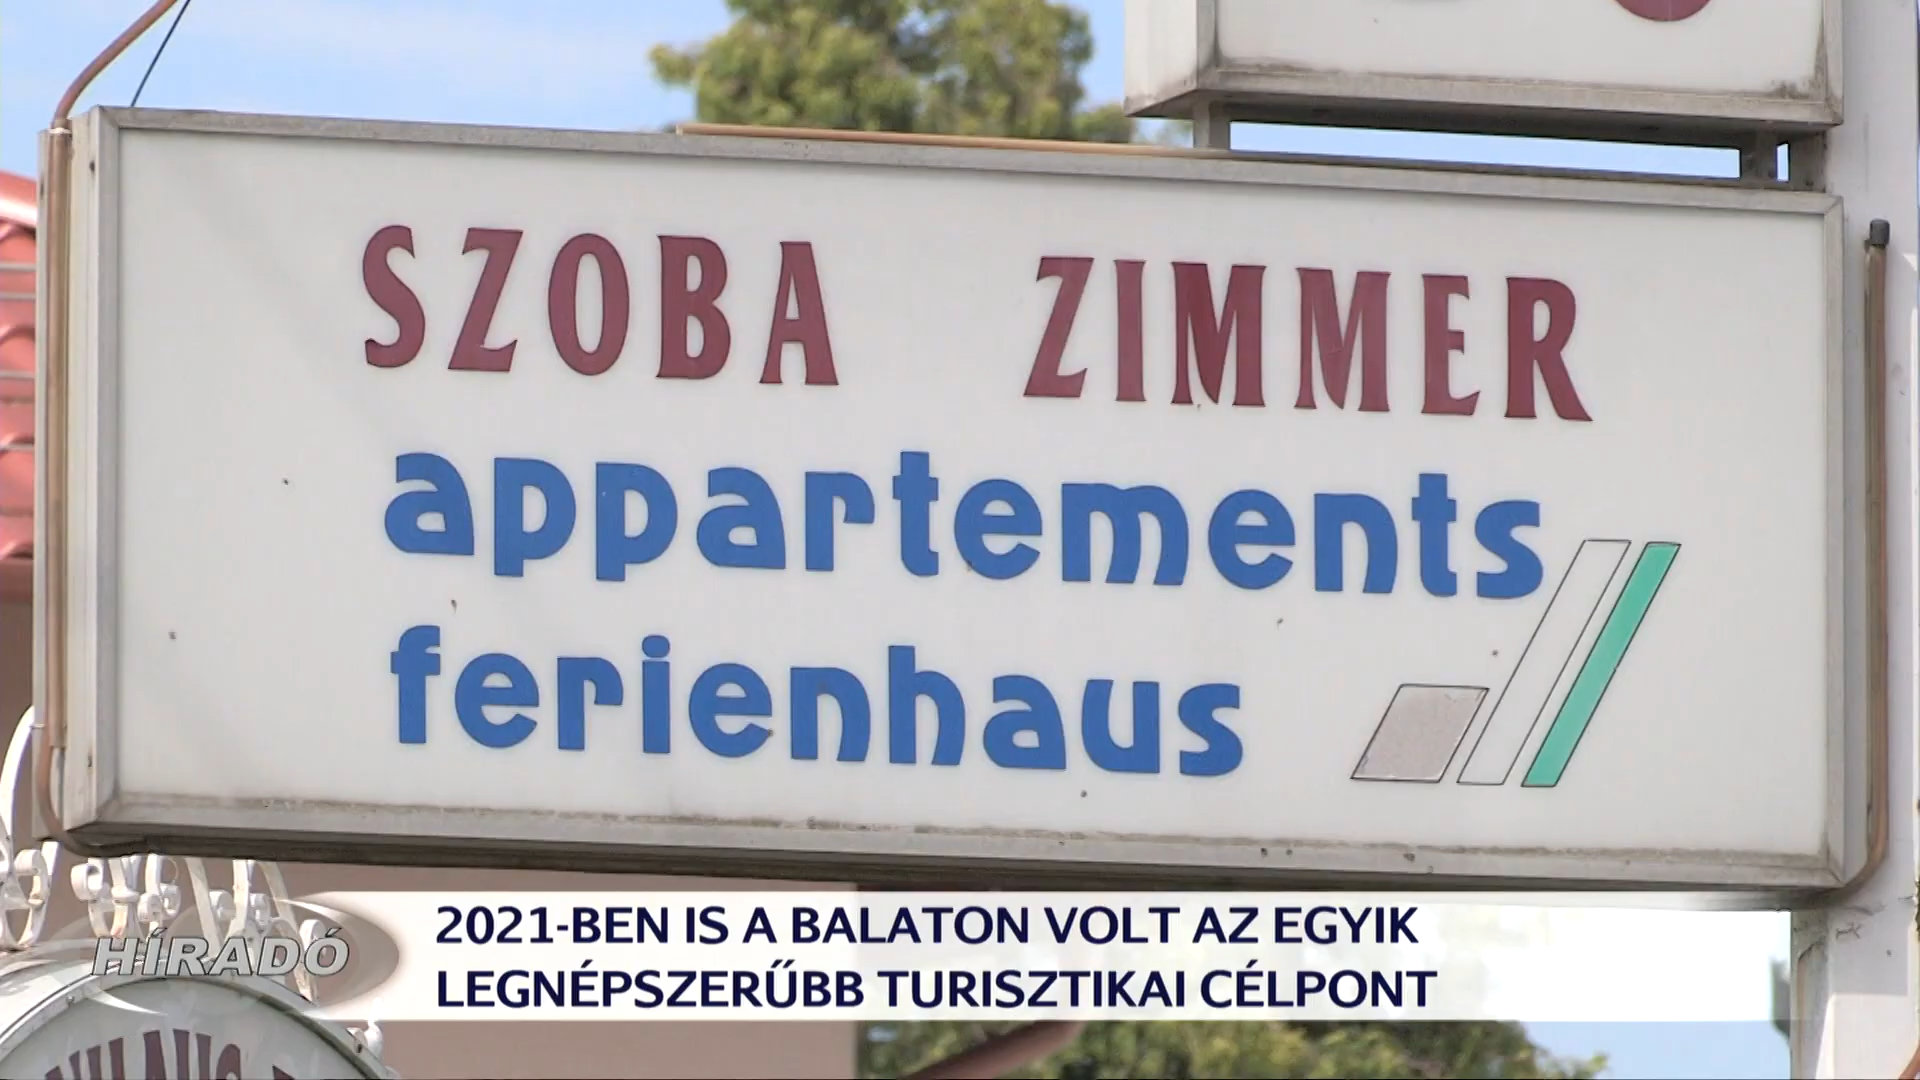 SZOBA ZIMMER
appartements
ferienhaus
HÍRADÓ
2021-BEN IS A BALATON VOLT AZ EGYIK
LEGNÉPSZERŰBB TURISZTIKAI CÉLPONT